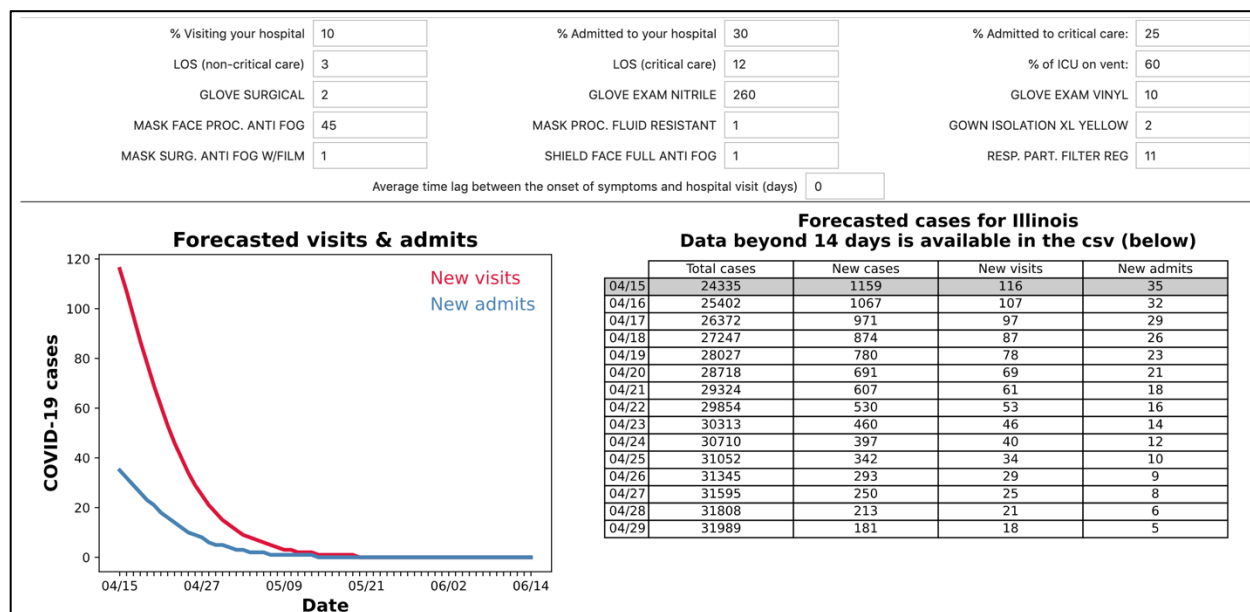 % Visiting your hospital 10 % Admitted to your hospital 30 % Admitted to critical care: 25
LOS (non-critical care) 3 LOS (critical care) 12 % of ICU on vent: 60
GLOVE SURGICAL 2 GLOVE EXAM NITRILE 260 GLOVE EXAM VINYL 10
MASK FACE PROC. ANTI FOG 45 MASK PROC. FLUID RESISTANT 1 GOWN ISOLATION XL YELLOW 2
MASK SURG. ANTI FOG W/FILM 1 SHIELD FACE FULL ANTI FOG 1 RESP. PART. FILTER REG 11
Average time lag between the onset of symptoms and hospital visit (days) 0
Forecasted visits & admits
120
100
80
60
40
20
0
COVID-19 cases
New visits
New admits
04/15 04/27 05/09 05/21 06/02 06/14
Date
Forecasted cases for Illinois
Data beyond 14 days is available in the csv (below)
Total cases New cases New visits New admits
04/15 24335 1159 116 35
04/16 25402 1067 107 32
04/17 26372 971 97 29
04/18 27247 874 87 26
04/19 28027 780 78 23
04/20 28718 691 69 21
04/21 29324 607 61 18
04/22 29854 530 53 16
04/23 30313 460 46 14
04/24 30710 397 40 12
04/25 31052 342 34 10
04/26 31345 293 29 9
04/27 31595 250 25 8
04/28 31808 213 21 6
04/29 31989 181 18 5